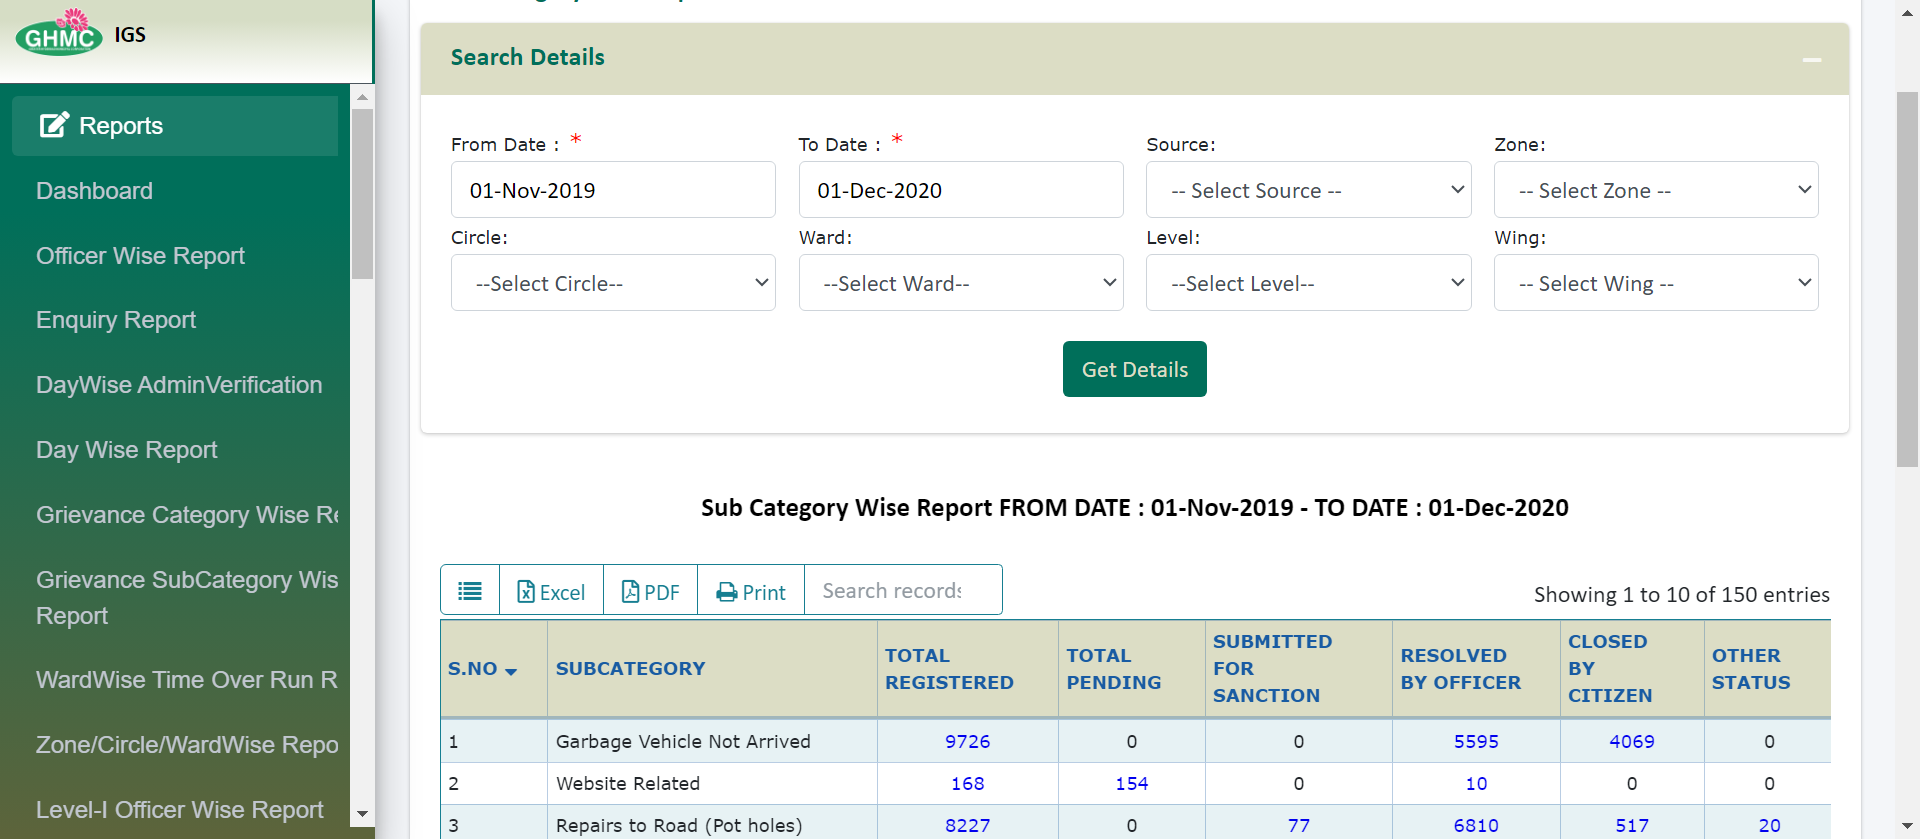 GHMC
IGS
Reports
Dashboard
Officer Wise Report
Enquiry Report
DayWise AdminVerification
Day Wise Report
Grievance Category Wise Re
Grievance SubCategory Wis
Report
WardWise Time Over Run R
Zone/Circle/WardWise Repo
Level-I Officer Wise Report
Search Details
From Date : *
To Date : *
Source:
Zone:
01-Nov-2019
01-Dec-2020
-- Select Source --
-- Select Zone --
Circle:
Ward:
Level:
Wing:
--Select Circle--
--Select Ward--
--Select Level--
-- Select Wing --
Get Details
Sub Category Wise Report FROM DATE : 01-Nov-2019 - TO DATE : 01-Dec-2020
Excel
PDF
Print
Search records
Showing 1 to 10 of 150 entries
S.NO
SUBCATEGORY
TOTAL
REGISTERED
TOTAL
PENDING
SUBMITTED
FOR
SANCTION
RESOLVED
BY OFFICER
CLOSED
BY
CITIZEN
OTHER
STATUS
1 Garbage Vehicle Not Arrived 9726 0 0 5595 4069 0
2 Website Related 168 154 0 10 0 0
3 Repairs to Road (Pot holes) 8227 0 77 6810 517 20